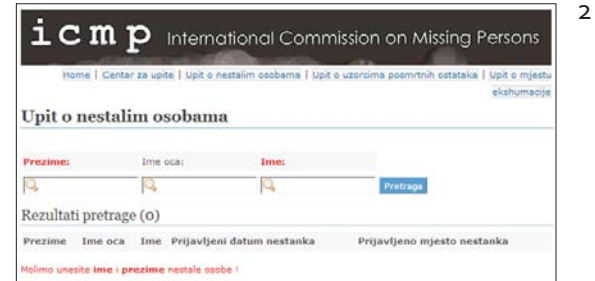 icmp International Commission on Missing Persons
Home | Centar za upite | Upit o nestalim osobama | Upit o uzorcima posmrtnih ostataka | Upit o mjestu
ekshumacije
Upit o nestalim osobama
Prezime: Ime oca: Ime:
Pretraga
Rezultati pretrage (0)
Prezime Ime oca Ime Prijavljeni datum nestanka Prijavljeno mjesto nestanka
Molimo unesite ime i prezime nestale osobe !
2